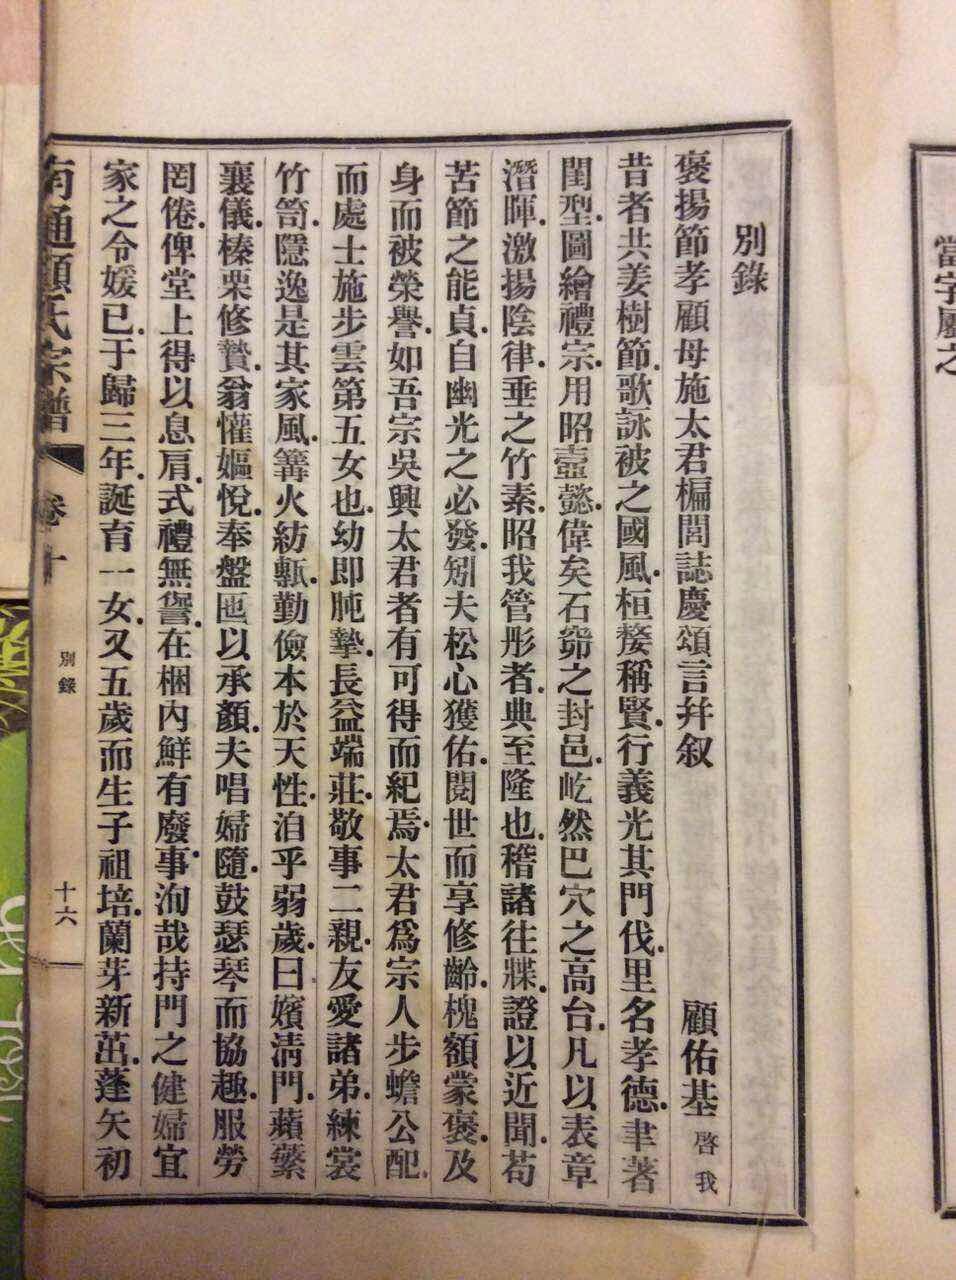 別錄
褒揚節孝顧母施太君楄閭誌慶頌言幷叙 顧佑基 啓我
昔者共姜樹節歌詠被之國風桓嫠稱賢行義光其門伐里名孝德聿著
閨型圖繪禮宗用昭壼懿偉矣石窌之封邑屹然巴穴之高台凡以表章
潛暉激揚陰律垂之竹素昭我管彤者典至隆也稽諸往牒證以近聞苟
苦節之能貞自幽光之必發矧夫松心獲佑閱世而享修齡槐額蒙褒及
身而被榮譽如吾宗吳興太君者有可得而紀焉太君爲宗人步蟾公配
而處士施步雲第五女也幼即肫摯長益端莊敬事二親友愛諸弟練裳
竹笥隱逸是其家風篝火紡甎勤儉本於天性洎乎弱歲曰嬪淸門蘋蘩
襄儀榛栗修贄翁懽嫗悅奉盤匜以承顏夫唱婦隨鼓瑟琴而協趣服勞
罔倦俾堂上得以息肩式禮無諐在梱內鮮有廢事洵哉持門之健婦宜
家之令媛已于歸三年誕育一女又五歲而生子祖培蘭芽新茁蓬矢初
南通顧氏宗譜 卷十 別錄 十六
當字廳之